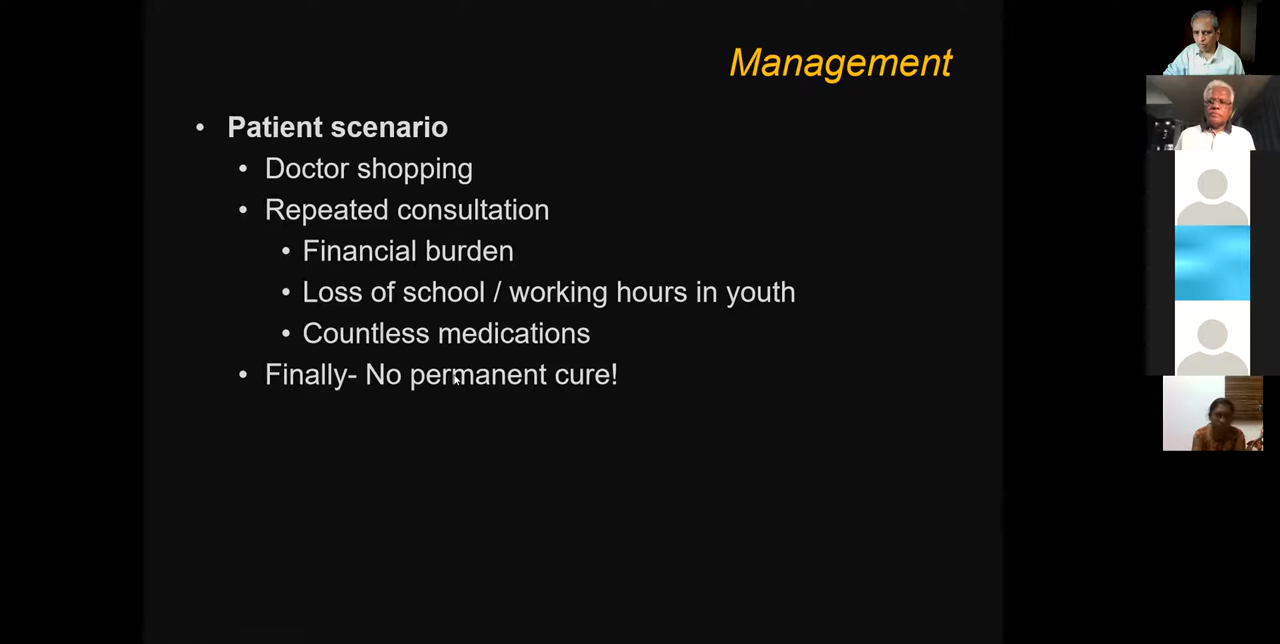 Management
• Patient scenario
• Doctor shopping
• Repeated consultation
• Financial burden
• Loss of school / working hours in youth
• Countless medications
• Finally- No permanent cure!